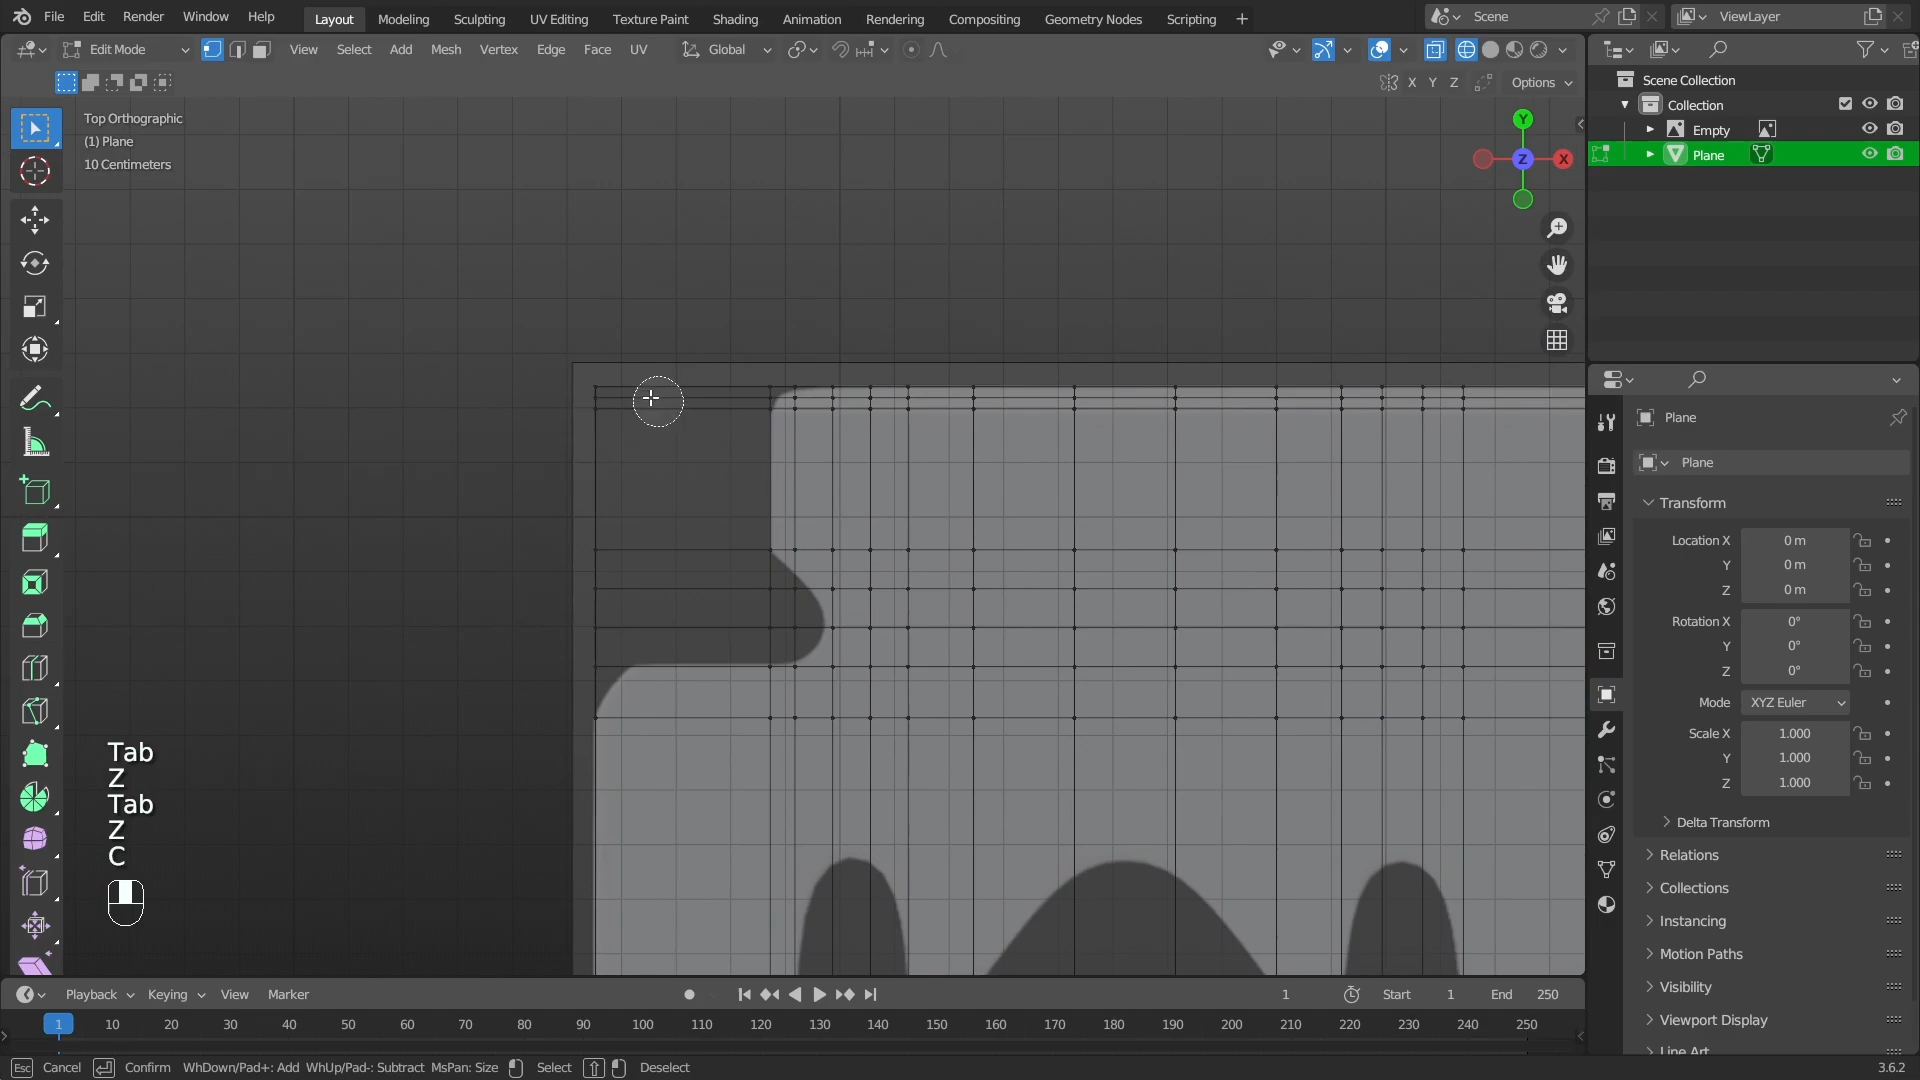 File Edit Render Window Help Layout Modeling Sculpting UV Editing Texture Paint Shading Animation Rendering Compositing Geometry Nodes Scripting + Scene ViewLayer
Edit Mode View Select Add Mesh Vertex Edge Face UV Global
X Y Z Options
Top Orthographic
(1) Plane
10 Centimeters
Y
Z X
Tab
Z
Tab
Z
C
Scene Collection
Collection
Empty
Plane
Plane
Plane
Transform
Location X 0 m
Y 0 m
Z 0 m
Rotation X 0°
Y 0°
Z 0°
Mode XYZ Euler
Scale X 1.000
Y 1.000
Z 1.000
Delta Transform
Relations
Collections
Instancing
Motion Paths
Visibility
Viewport Display
Line Art
Playback Keying View Marker 1 Start 1 End 250
1 10 20 30 40 50 60 70 80 90 100 110 120 130 140 150 160 170 180 190 200 210 220 230 240 250
Esc Cancel Confirm WhDown/Pad+: Add WhUp/Pad-: Subtract MsPan: Size Select Deselect 3.6.2